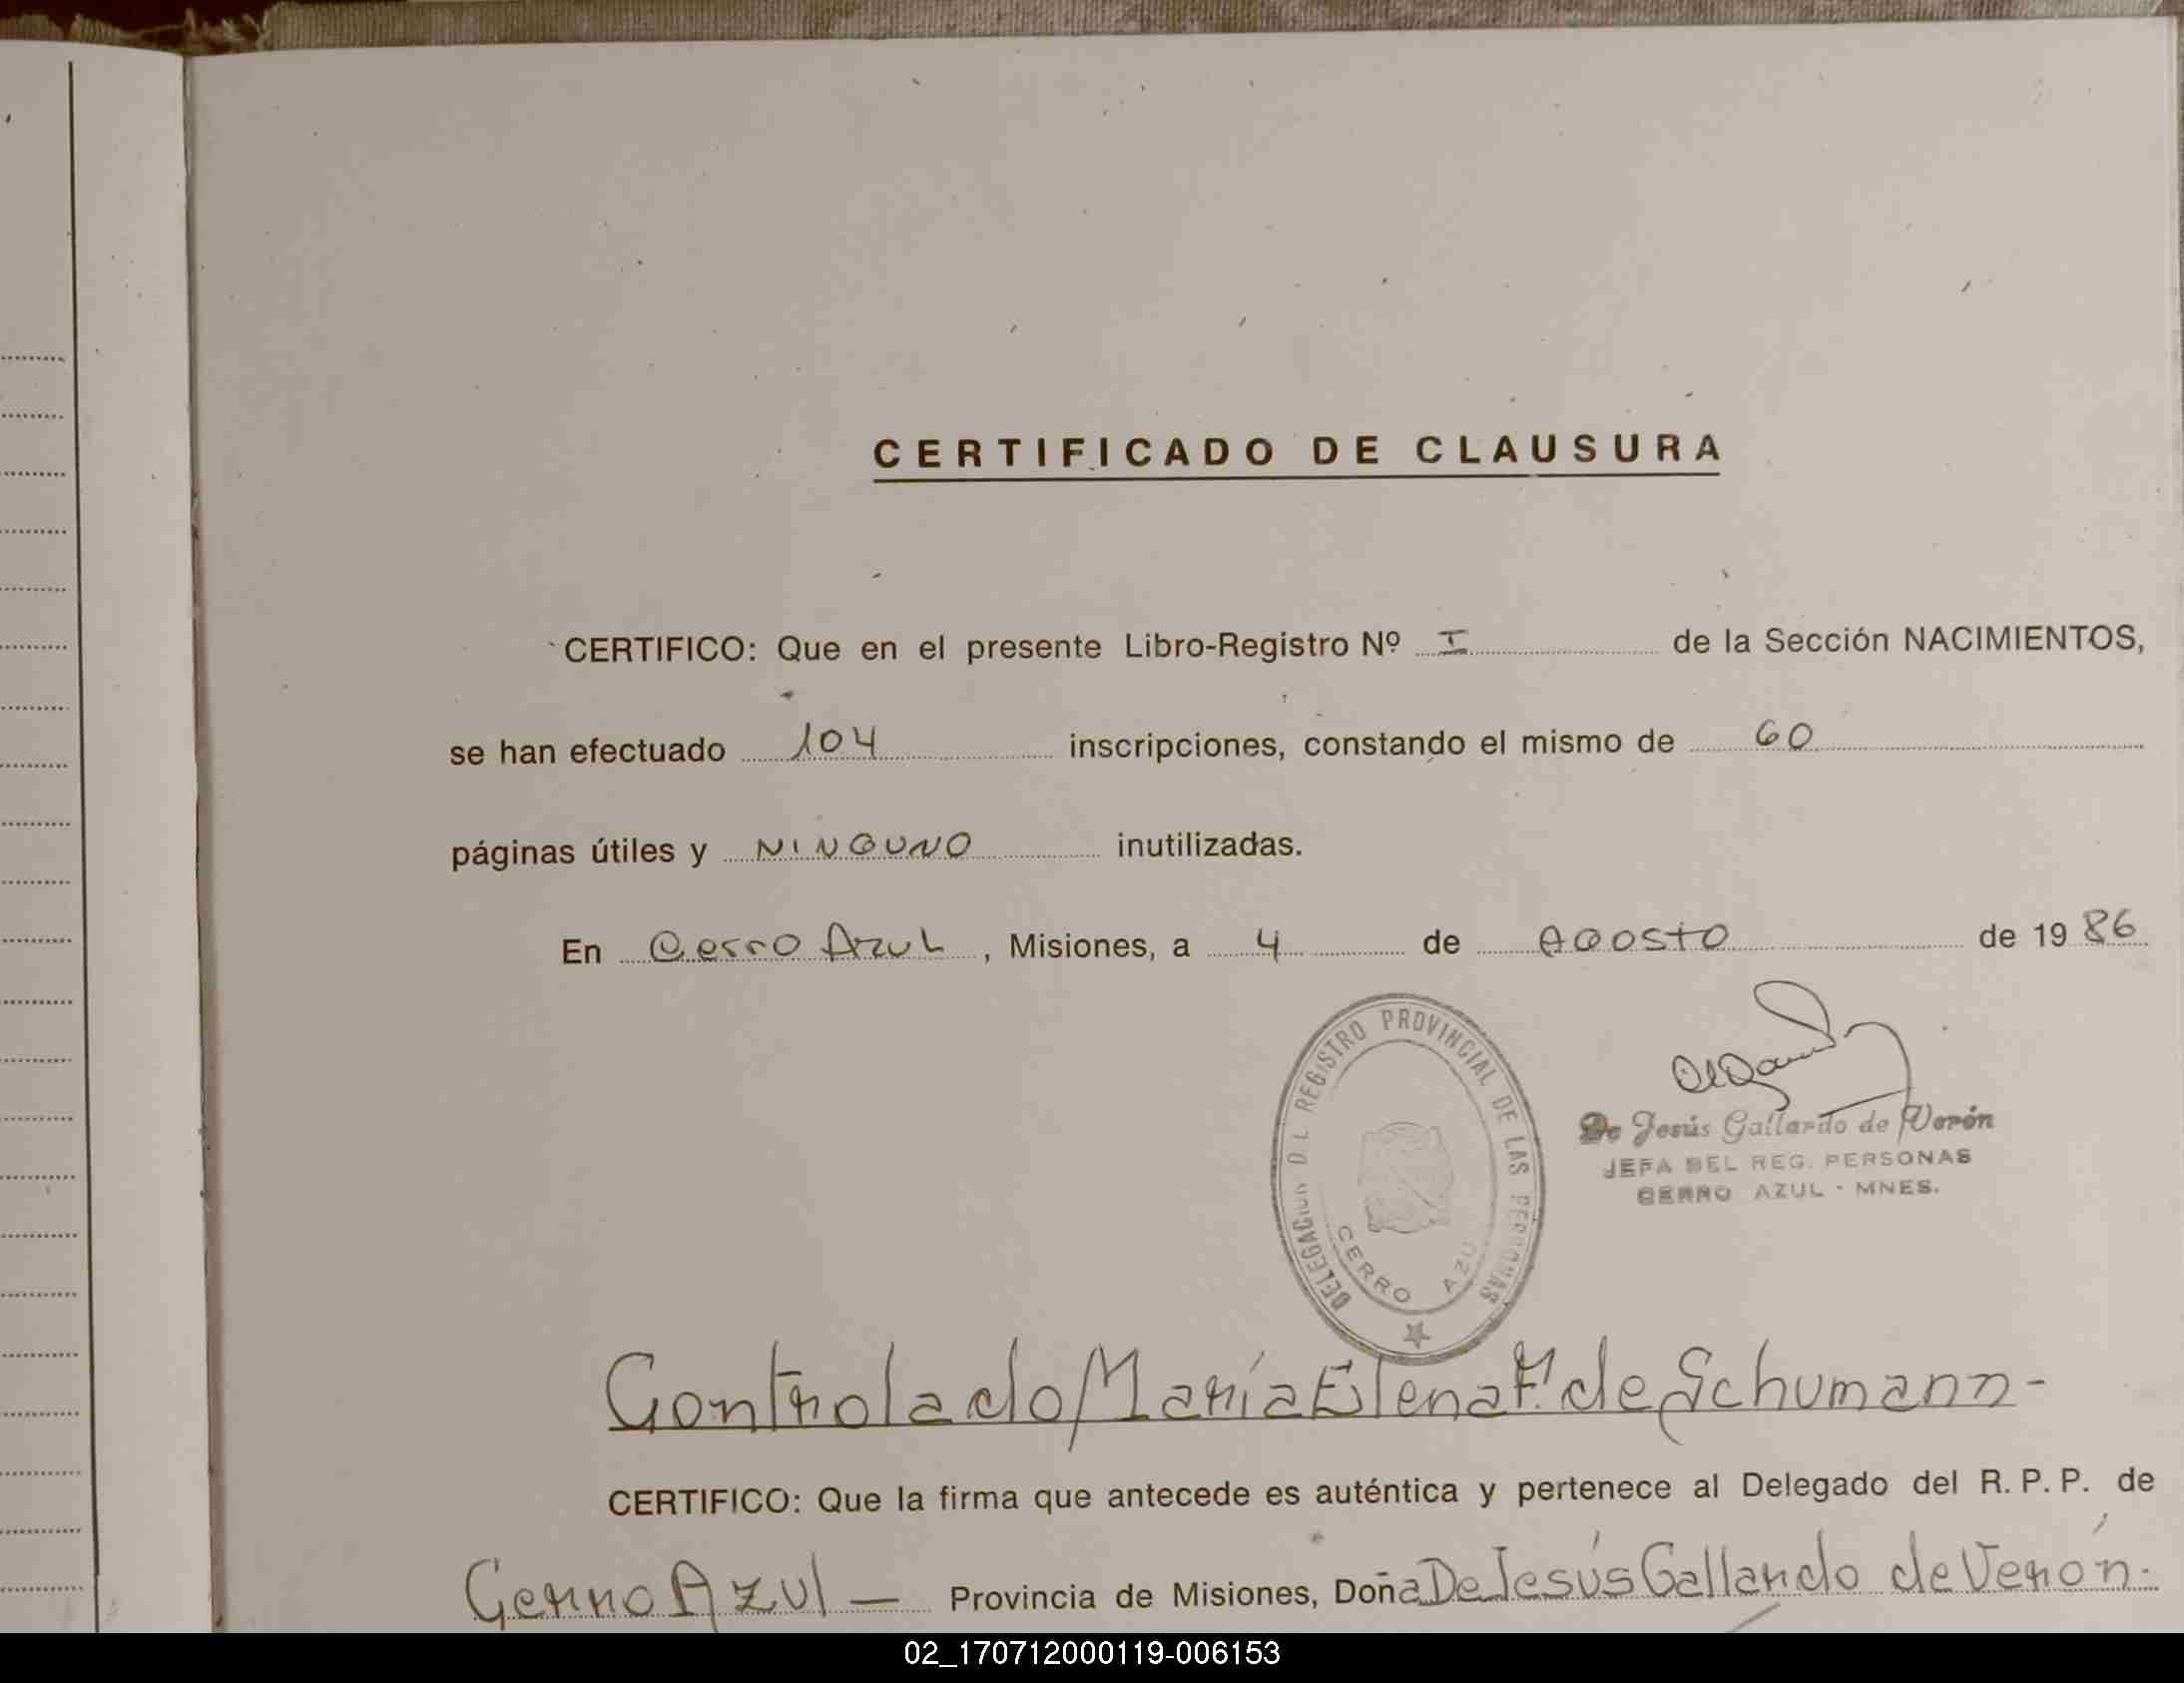 CERTIFICADO DE CLAUSURA
CERTIFICO: Que en el presente Libro-Registro Nº I de la Sección NACIMIENTOS,
se han efectuado 104 inscripciones, constando el mismo de 60
páginas útiles y NINGUNO inutilizadas.
En Cerro Azul, Misiones, a 4 de Agosto de 1986
DELEGACION DEL REGISTRO PROVINCIAL DE LAS PERSONAS
CERRO AZUL
De Jesús Gallardo de Verón
JEFA DEL REG. PERSONAS
CERRO AZUL - MNES.
Controlado María Elena F. de Schumann-
CERTIFICO: Que la firma que antecede es auténtica y pertenece al Delegado del R. P. P. de
Cerro Azul — Provincia de Misiones, Doña De Jesús Gallardo de Verón.
02_170712000119-006153